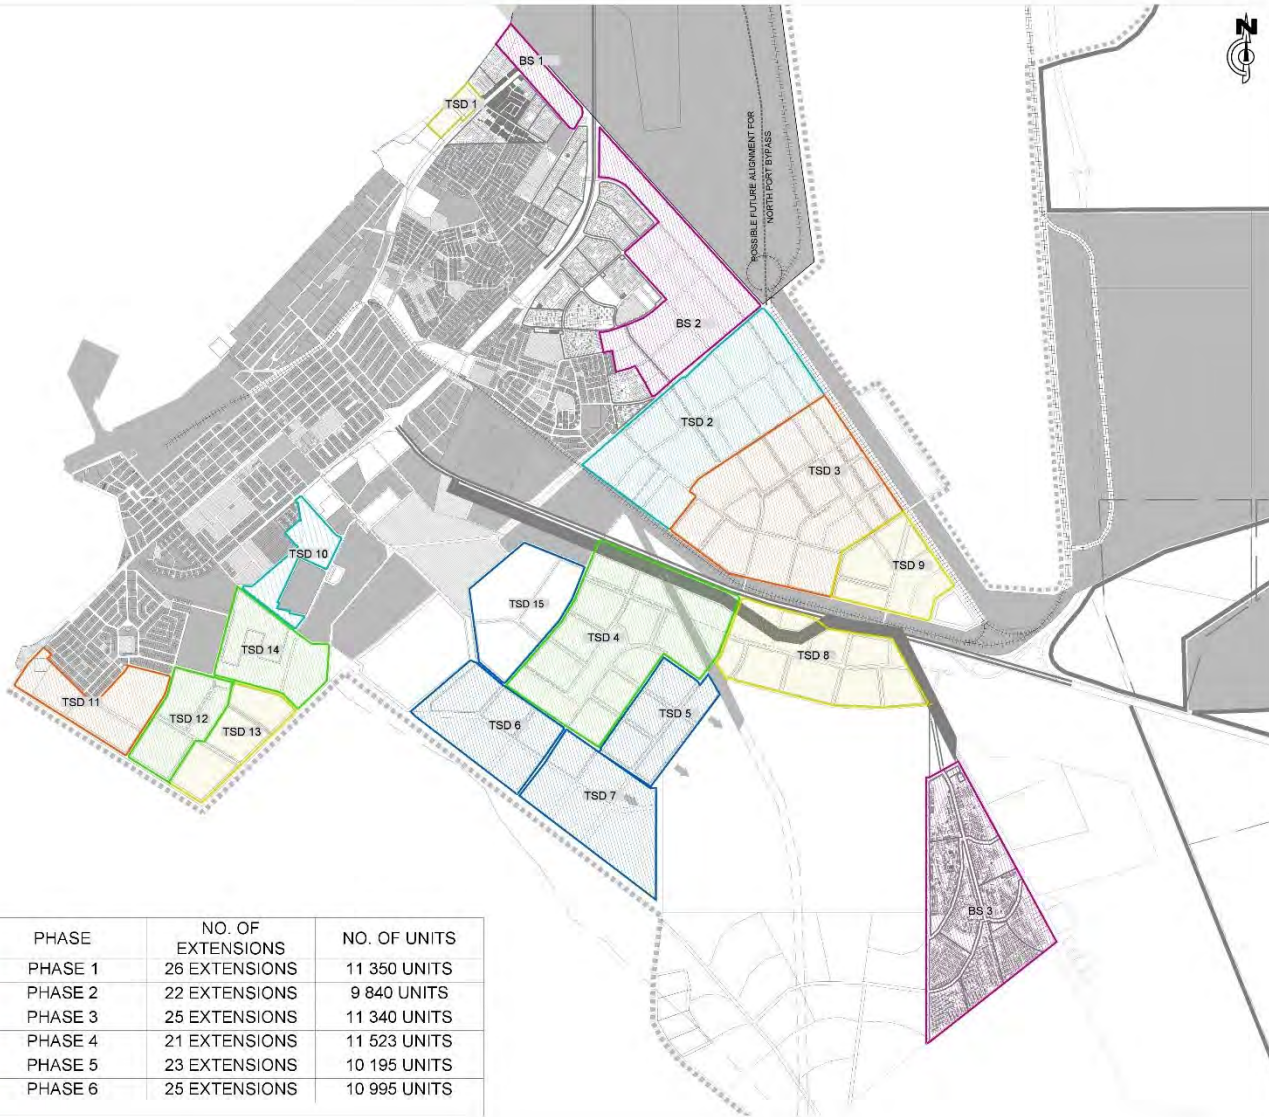 N
BS 1
TSD 1
POSSIBLE FUTURE ALIGNMENT FOR
NORTH PORT BYPASS
BS 2
TSD 2
TSD 3
TSD 10
TSD 9
TSD 15
TSD 4
TSD 14
TSD 8
TSD 11
TSD 12
TSD 13
TSD 6
TSD 5
TSD 7
BS 3
PHASE NO. OF EXTENSIONS NO. OF UNITS
PHASE 1 26 EXTENSIONS 11 350 UNITS
PHASE 2 22 EXTENSIONS 9 840 UNITS
PHASE 3 25 EXTENSIONS 11 340 UNITS
PHASE 4 21 EXTENSIONS 11 523 UNITS
PHASE 5 23 EXTENSIONS 10 195 UNITS
PHASE 6 25 EXTENSIONS 10 995 UNITS